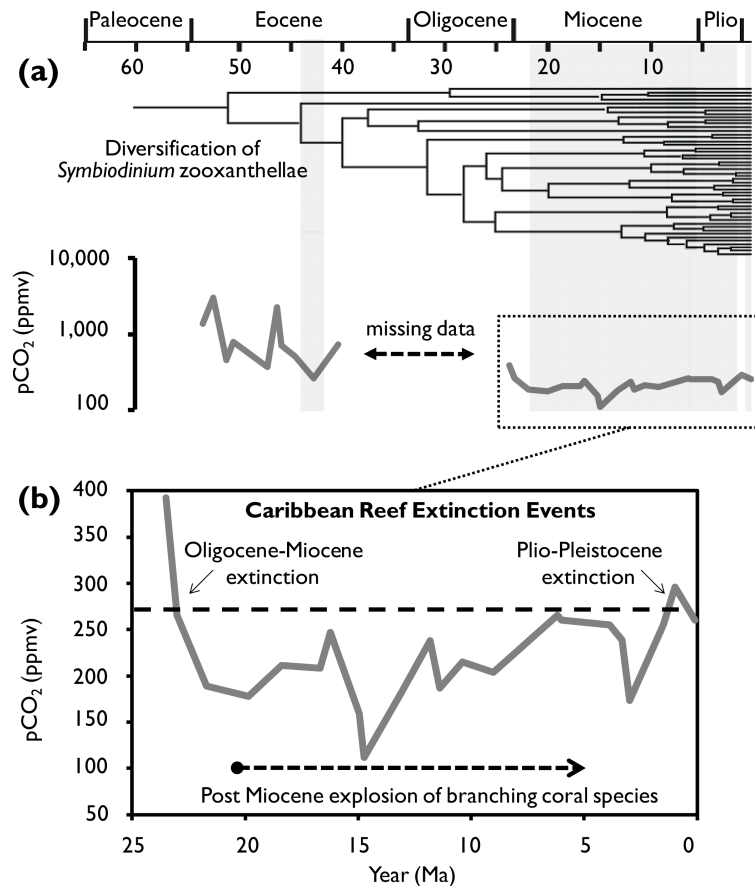 Paleocene Eocene Oligocene Miocene Plio
60 50 40 30 20 10
(a)
Diversification of
Symbiodinium zooxanthellae
10,000
1,000
100
pCO2 (ppmv)
missing data
(b)
400
350
300
250
200
150
100
50
pCO2 (ppmv)
Caribbean Reef Extinction Events
Oligocene-Miocene
extinction
Plio-Pleistocene
extinction
Post Miocene explosion of branching coral species
25 20 15 10 5 0
Year (Ma)